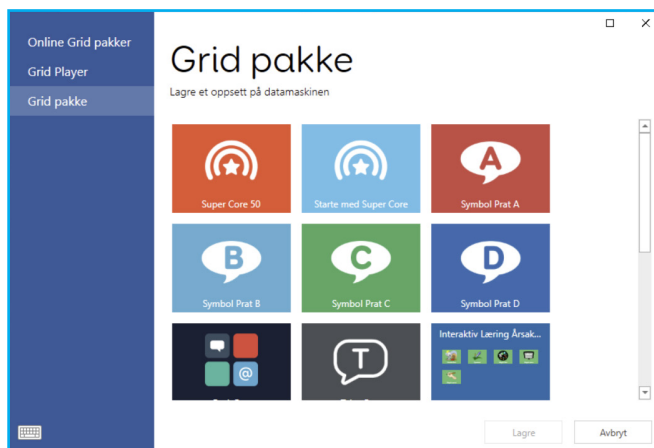 Online Grid pakker
Grid Player
Grid pakke
Grid pakke
Lagre et oppsett på datamaskinen
Super Core 50
Starte med Super Core
Symbol Prat A
A
Symbol Prat B
B
Symbol Prat C
C
Symbol Prat D
D
@
T
Interaktiv Læring Årsak...
Lagre
Avbryt